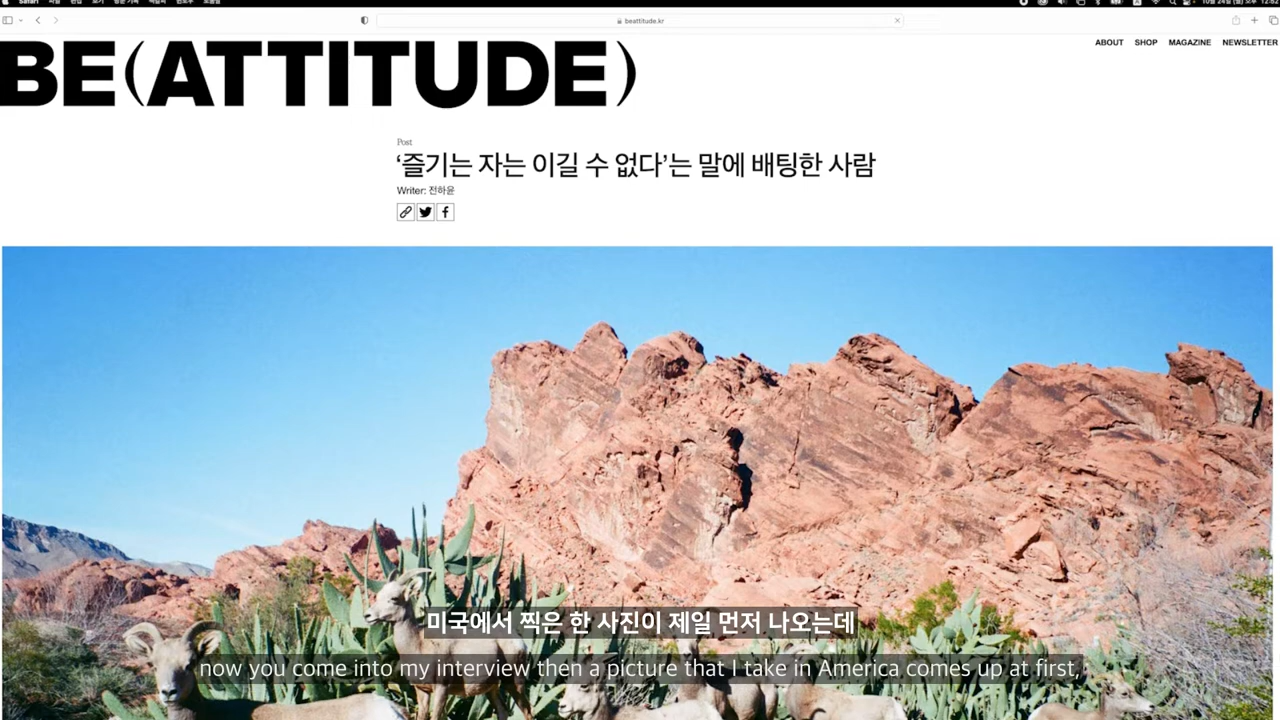 beattitude.kr
ABOUT SHOP MAGAZINE NEWSLETTER
BE(ATTITUDE)
Post
‘즐기는 자는 이길 수 없다’는 말에 배팅한 사람
Writer: 전하윤
미국에서 찍은 한 사진이 제일 먼저 나오는데
now you come into my interview then a picture that I take in America comes up at first,